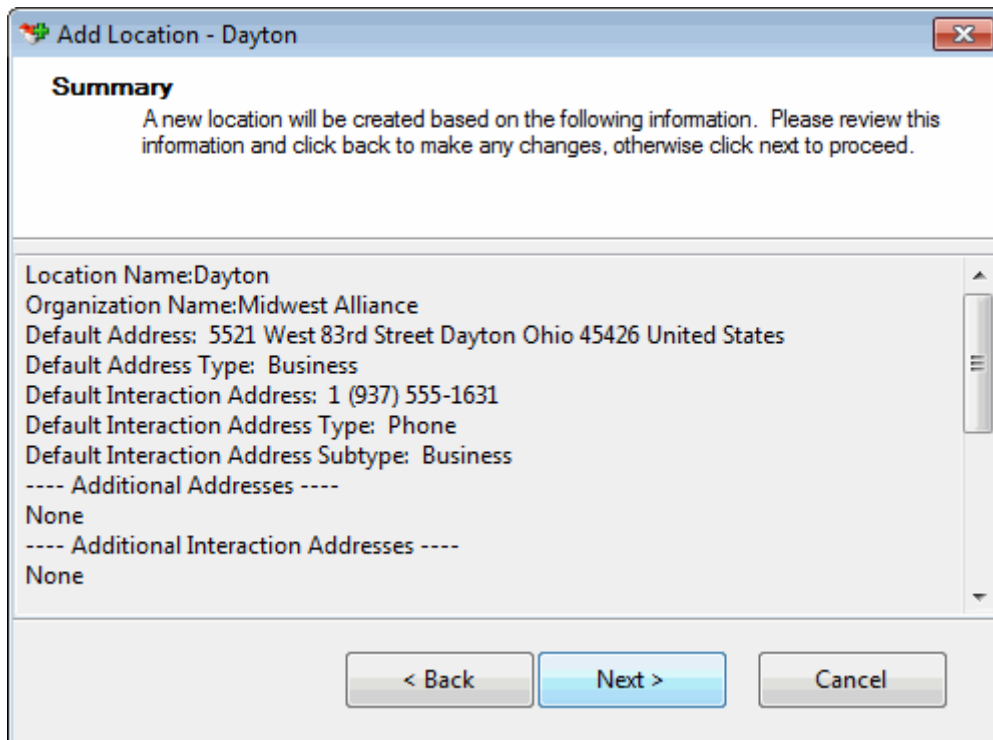 Add Location - Dayton
Summary
A new location will be created based on the following information.  Please review this
information and click back to make any changes, otherwise click next to proceed.
Location Name:Dayton
Organization Name:Midwest Alliance
Default Address:  5521 West 83rd Street Dayton Ohio 45426 United States
Default Address Type:  Business
Default Interaction Address:  1 (937) 555-1631
Default Interaction Address Type:  Phone
Default Interaction Address Subtype:  Business
---- Additional Addresses ----
None
---- Additional Interaction Addresses ----
None
< Back Next > Cancel